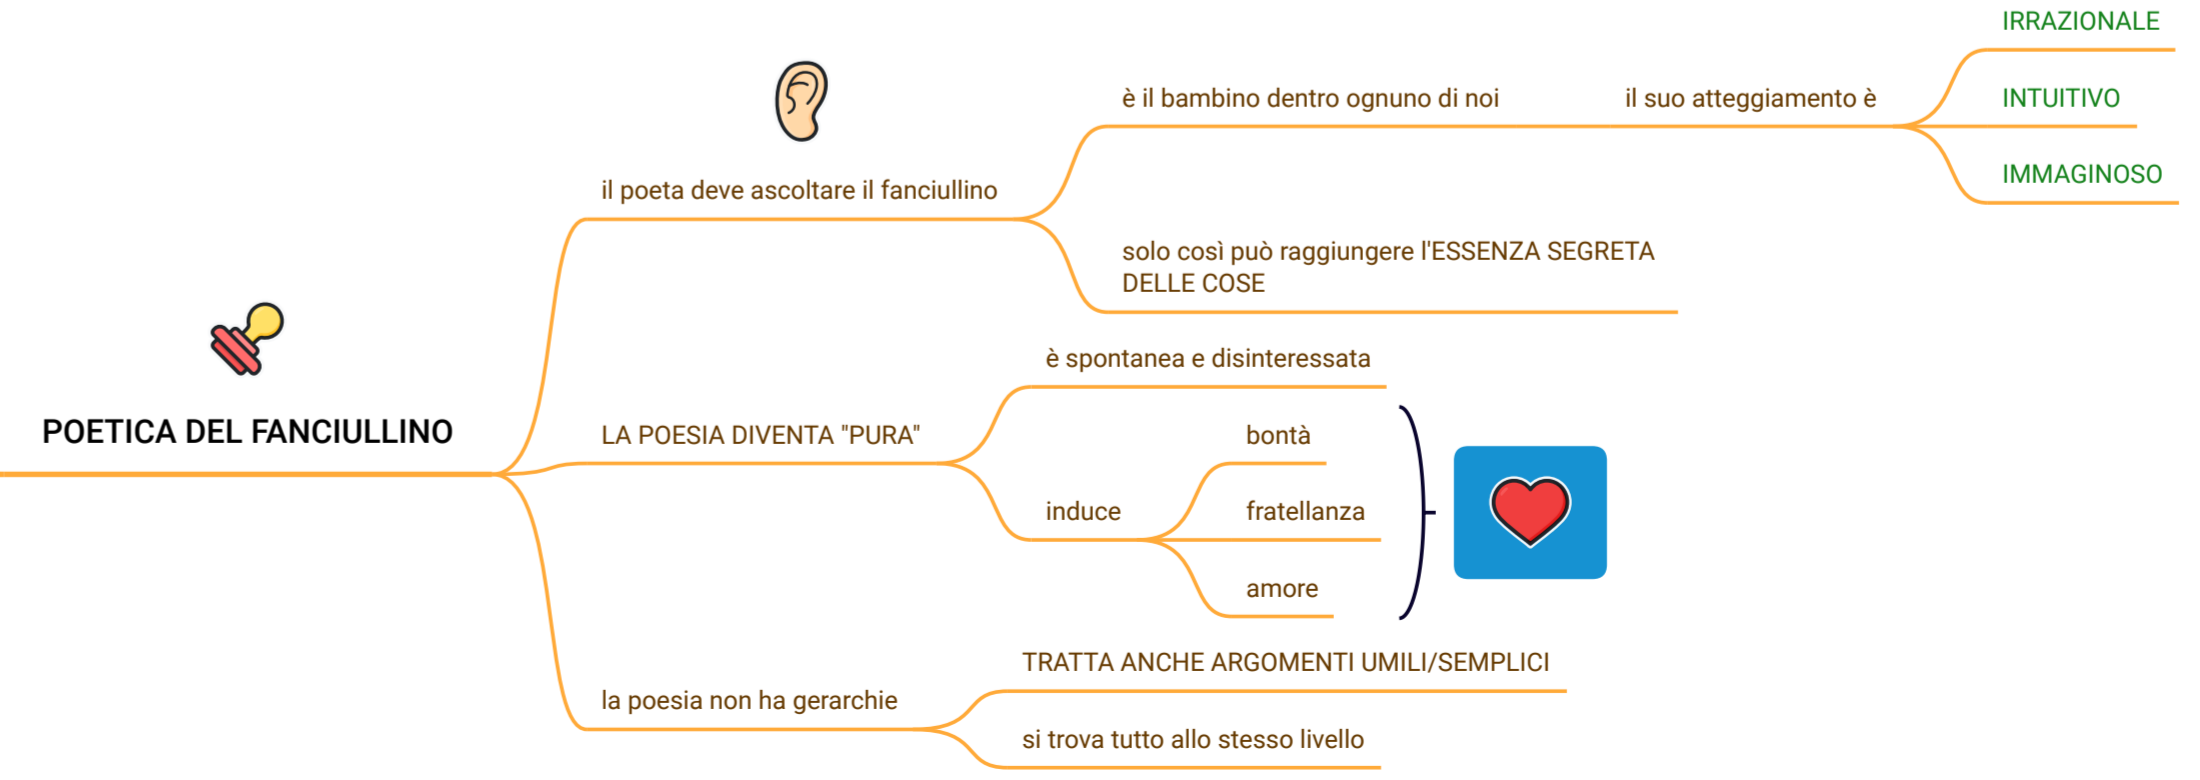 POETICA DEL FANCIULLINO
il poeta deve ascoltare il fanciullino
è il bambino dentro ognuno di noi
il suo atteggiamento è
IRRAZIONALE
INTUITIVO
IMMAGINOSO
solo così può raggiungere l'ESSENZA SEGRETA
DELLE COSE
LA POESIA DIVENTA "PURA"
è spontanea e disinteressata
induce
bontà
fratellanza
amore
la poesia non ha gerarchie
TRATTA ANCHE ARGOMENTI UMILI/SEMPLICI
si trova tutto allo stesso livello